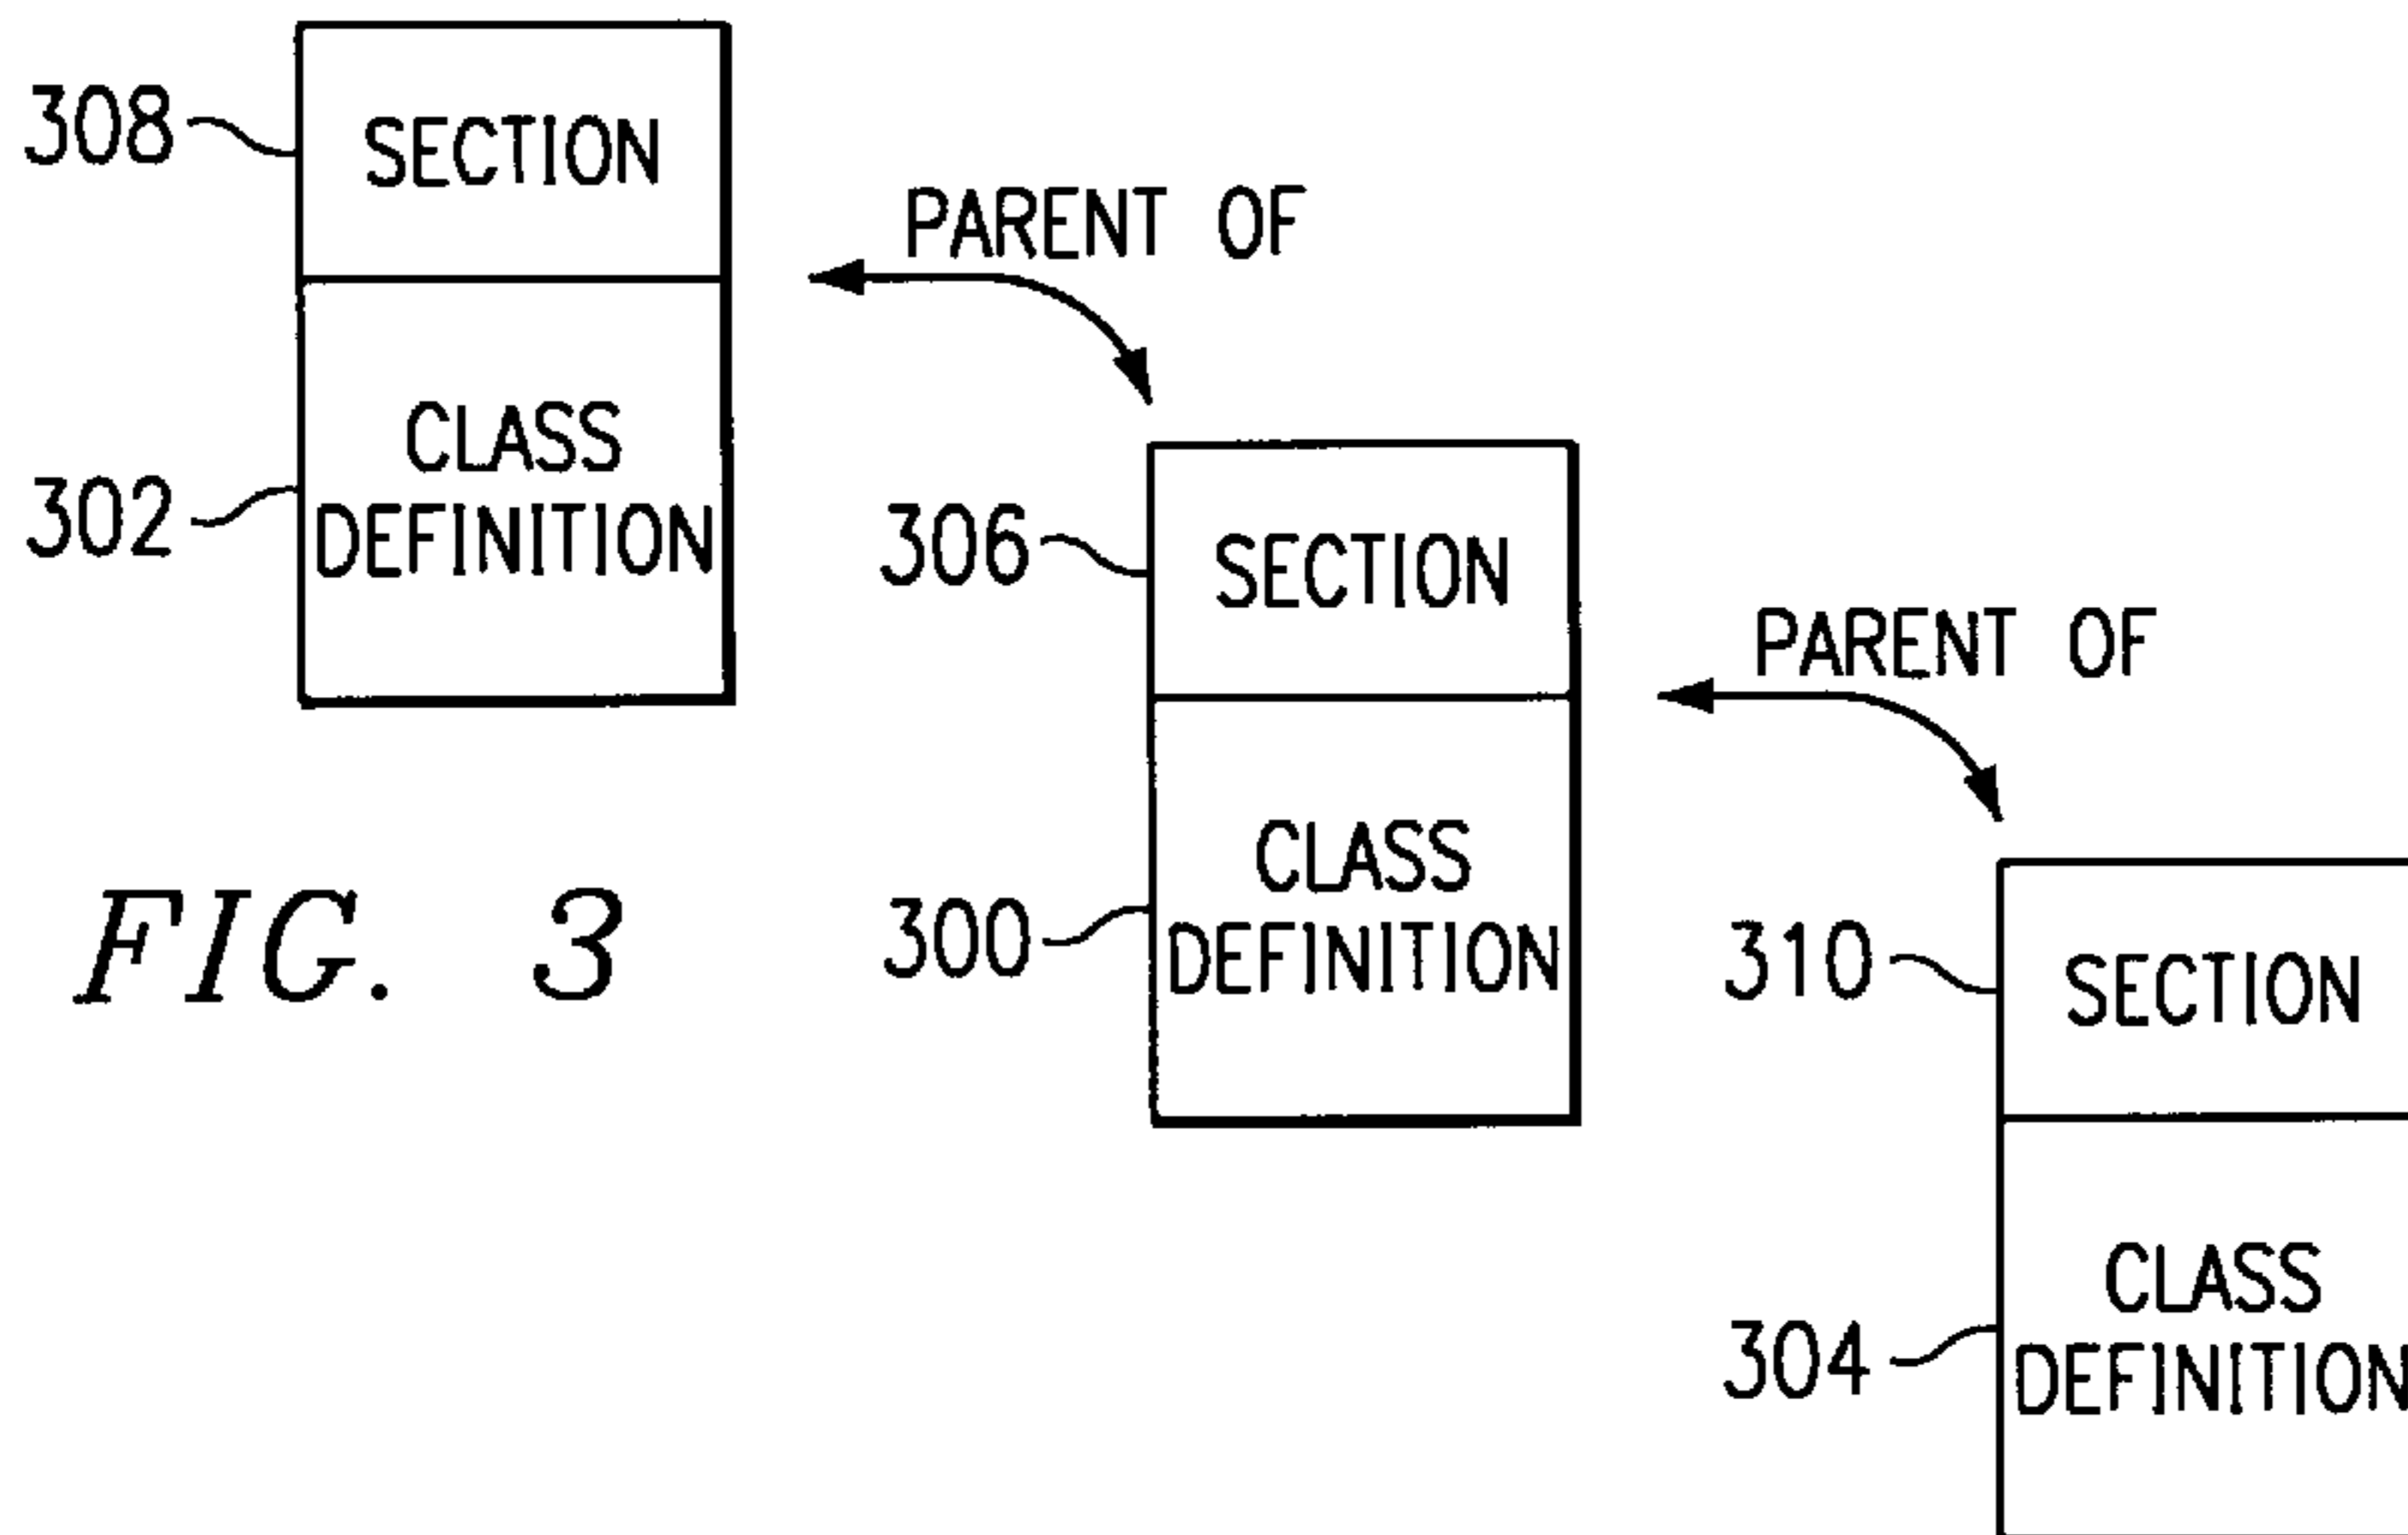 308
SECTION
PARENT OF
CLASS
302
DEFINITION
306
SECTION
PARENT OF
FIG. 3
CLASS
300
DEFINITION
310
SECTION
CLASS
304
DEFINITION